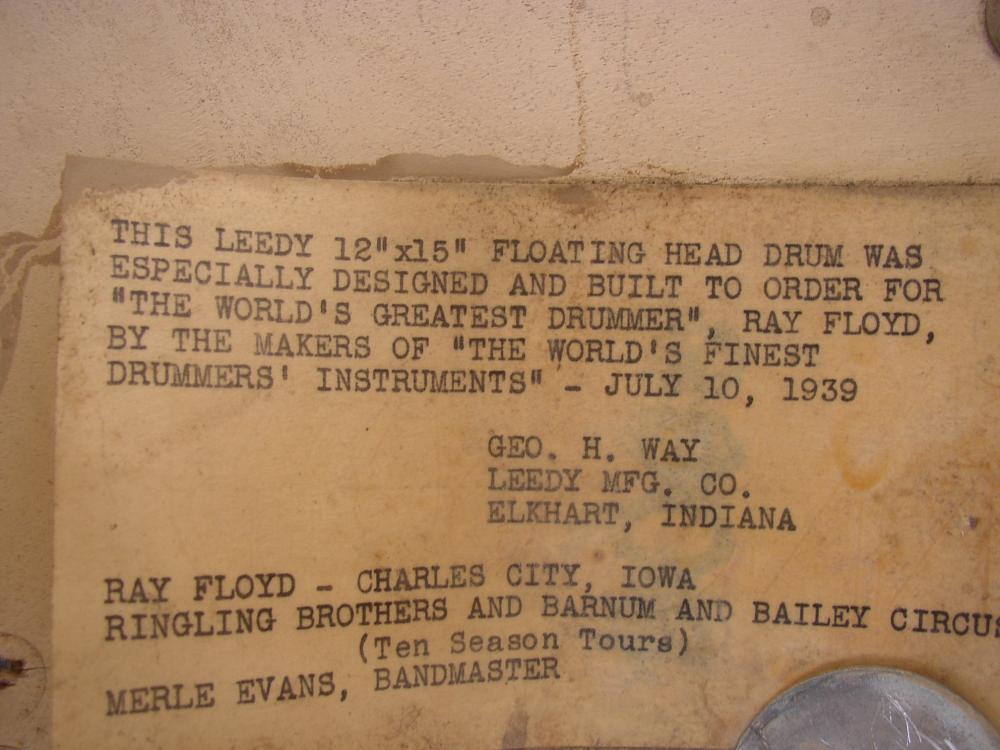 THIS LEEDY 12"x15" FLOATING HEAD DRUM WAS
ESPECIALLY DESIGNED AND BUILT TO ORDER FOR
"THE WORLD'S GREATEST DRUMMER", RAY FLOYD,
BY THE MAKERS OF "THE WORLD'S FINEST
DRUMMERS' INSTRUMENTS" - JULY 10, 1939
GEO. H. WAY
LEEDY MFG. CO.
ELKHART, INDIANA
RAY FLOYD - CHARLES CITY, IOWA
RINGLING BROTHERS AND BARNUM AND BAILEY CIRCUS
(Ten Season Tours)
MERLE EVANS, BANDMASTER